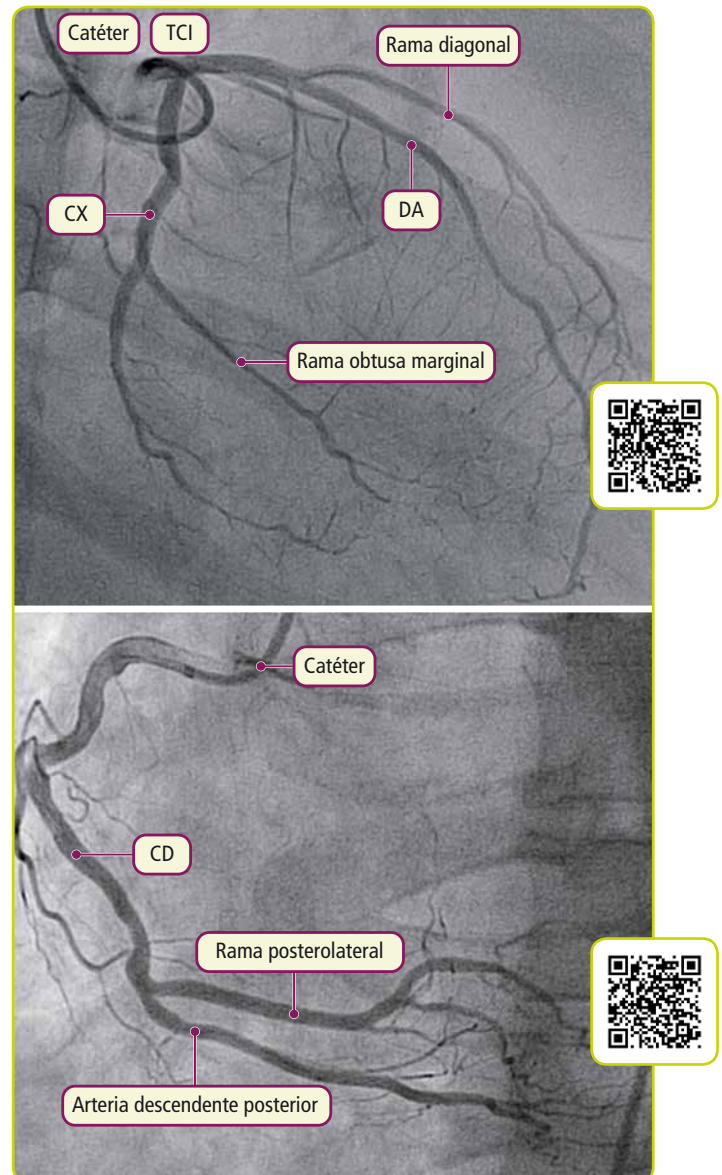 Catéter
TCI
Rama diagonal
CX
DA
Rama obtusa marginal
Catéter
CD
Rama posterolateral
Arteria descendente posterior